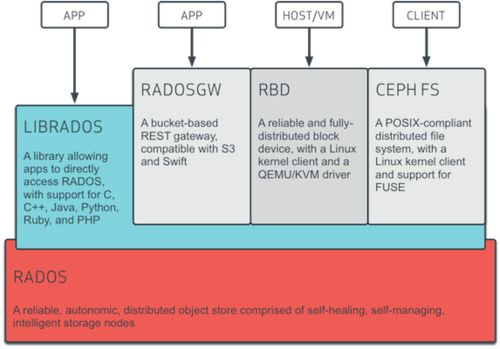 APP
APP
HOST/VM
CLIENT
RADOSGW
A bucket-based
REST gateway,
compatible with S3
and Swift
RBD
A reliable and fully-
distributed block
device, with a Linux
kernel client and a
QEMU/KVM driver
CEPH FS
A POSIX-compliant
distributed file
system, with a
Linux kernel client
and support for
FUSE
LIBRADOS
A library allowing
apps to directly
access RADOS,
with support for C,
C++, Java, Python,
Ruby, and PHP
RADOS
A reliable, autonomic, distributed object store comprised of self-healing, self-managing,
intelligent storage nodes